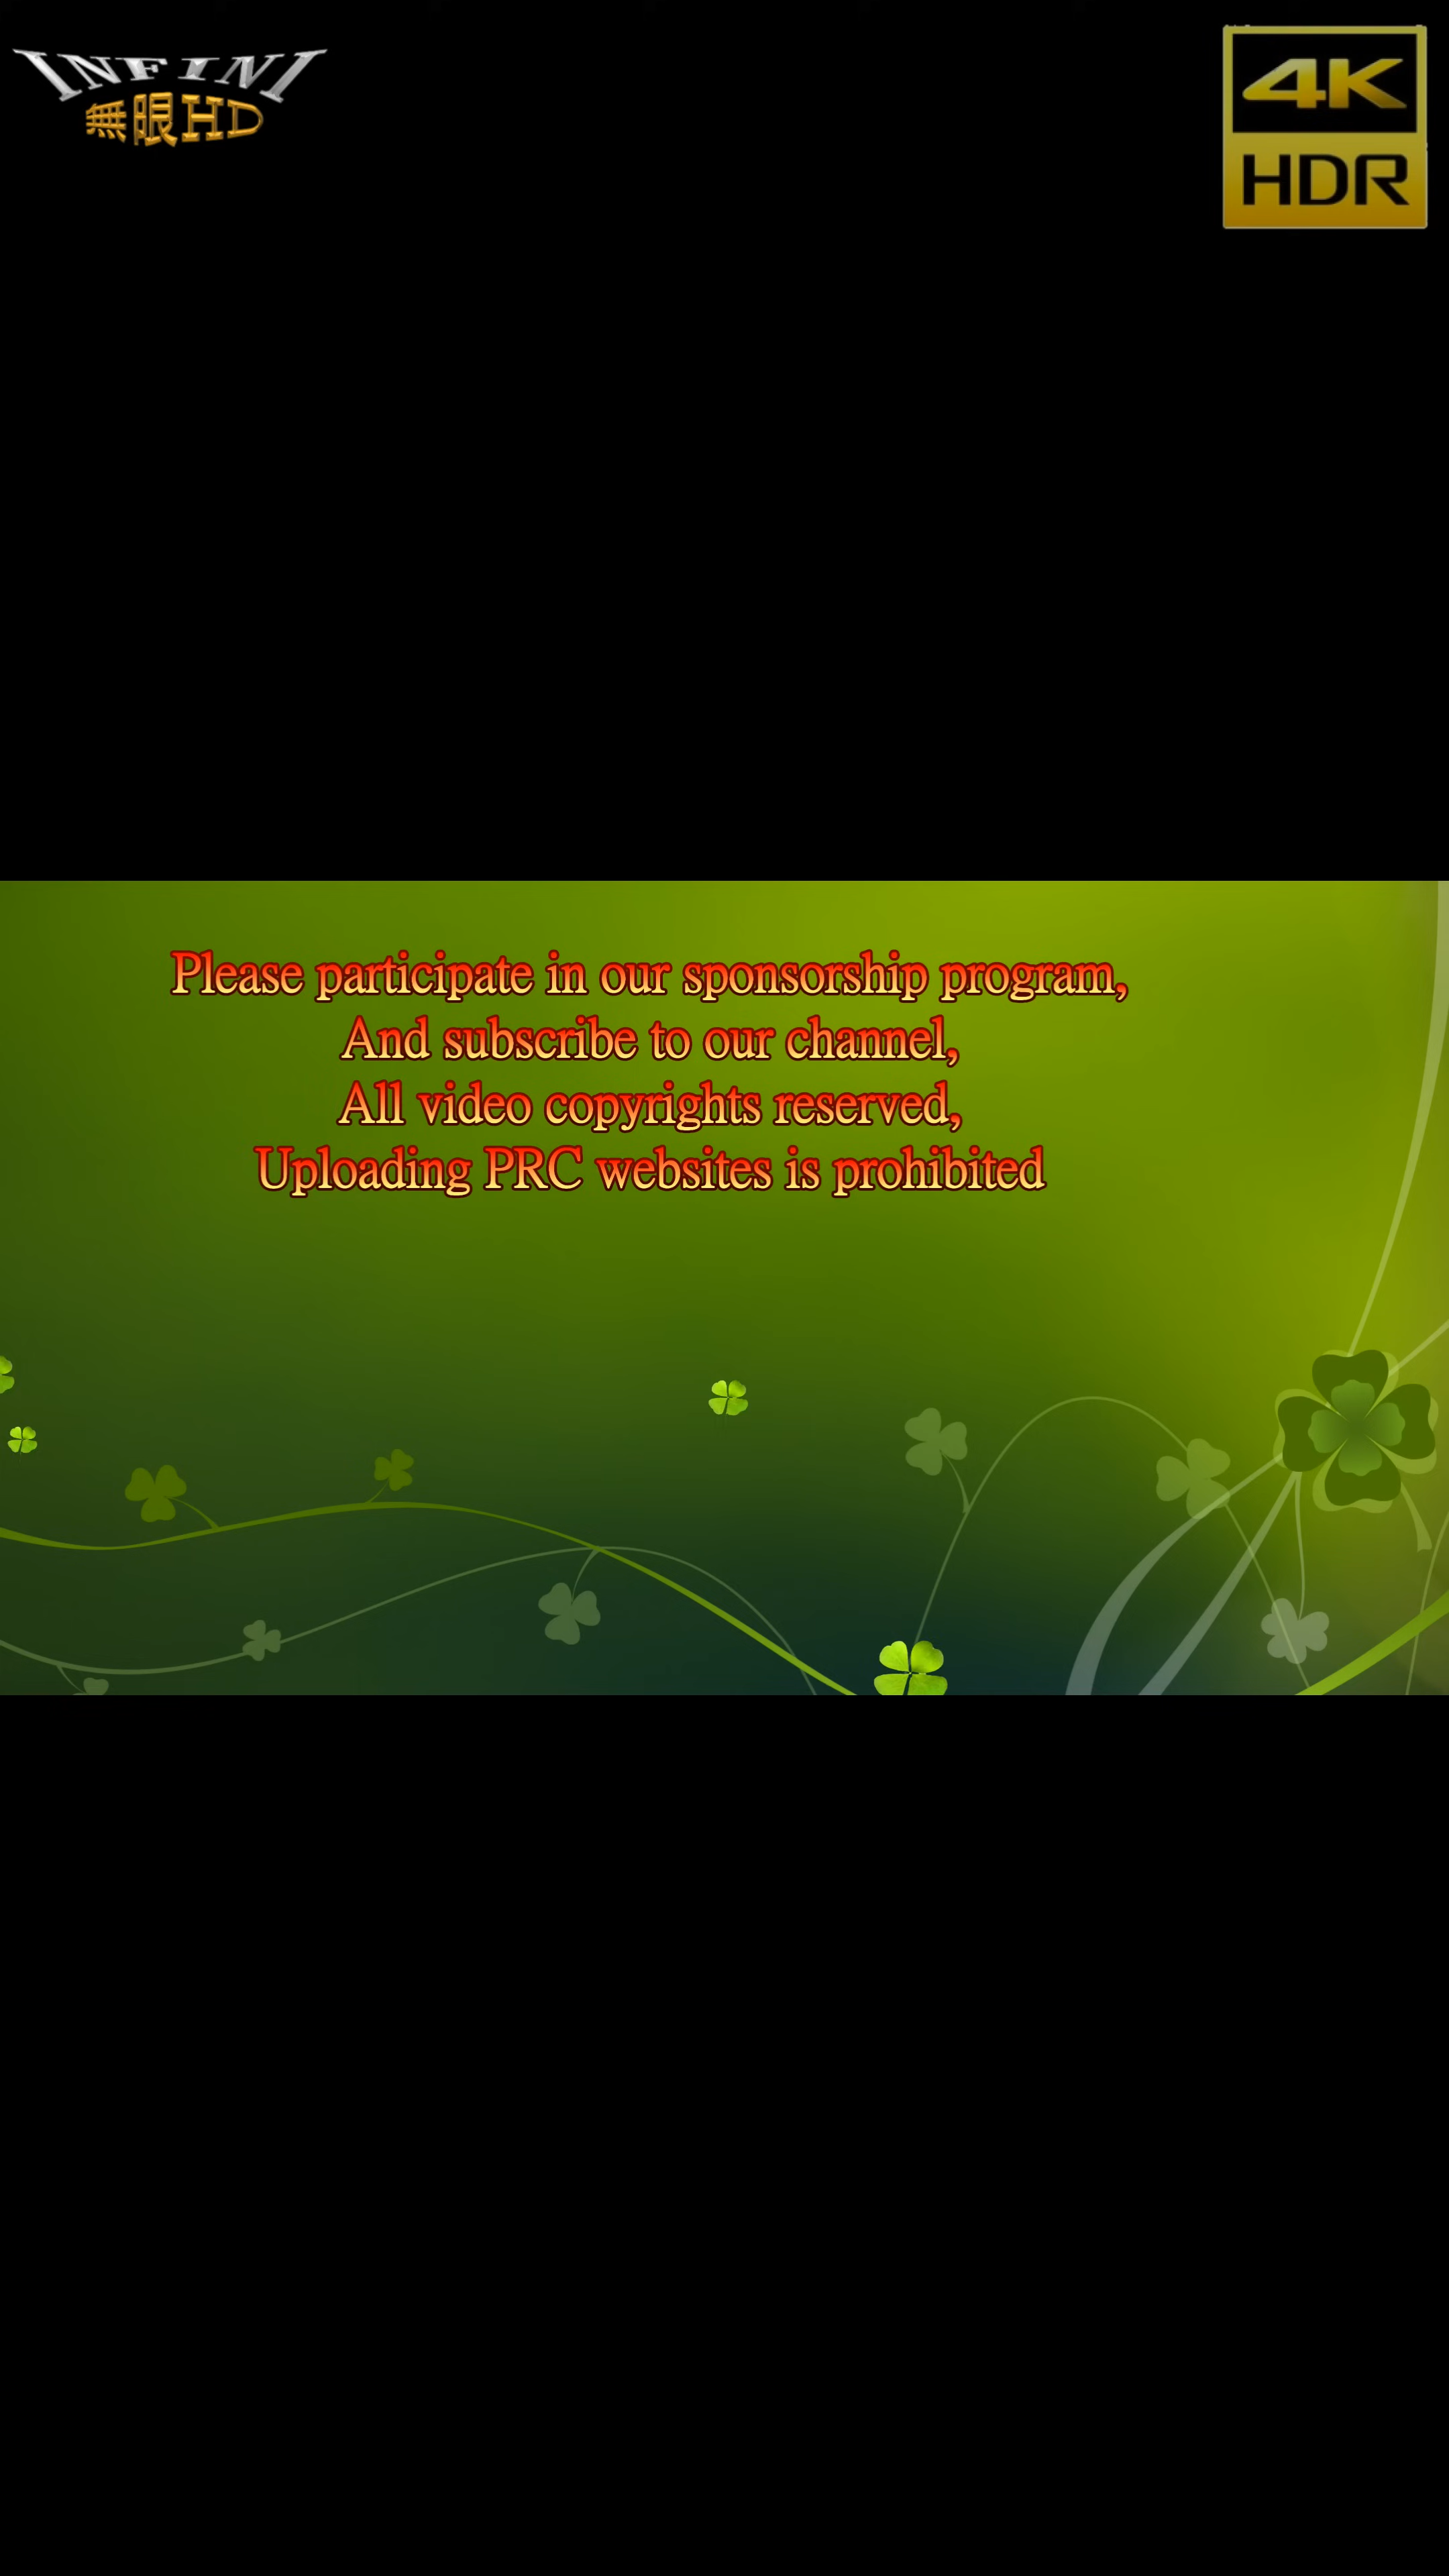 INFINI
無限HD
4K
HDR
Please participate in our sponsorship program,
And subscribe to our channel,
All video copyrights reserved,
Uploading PRC websites is prohibited